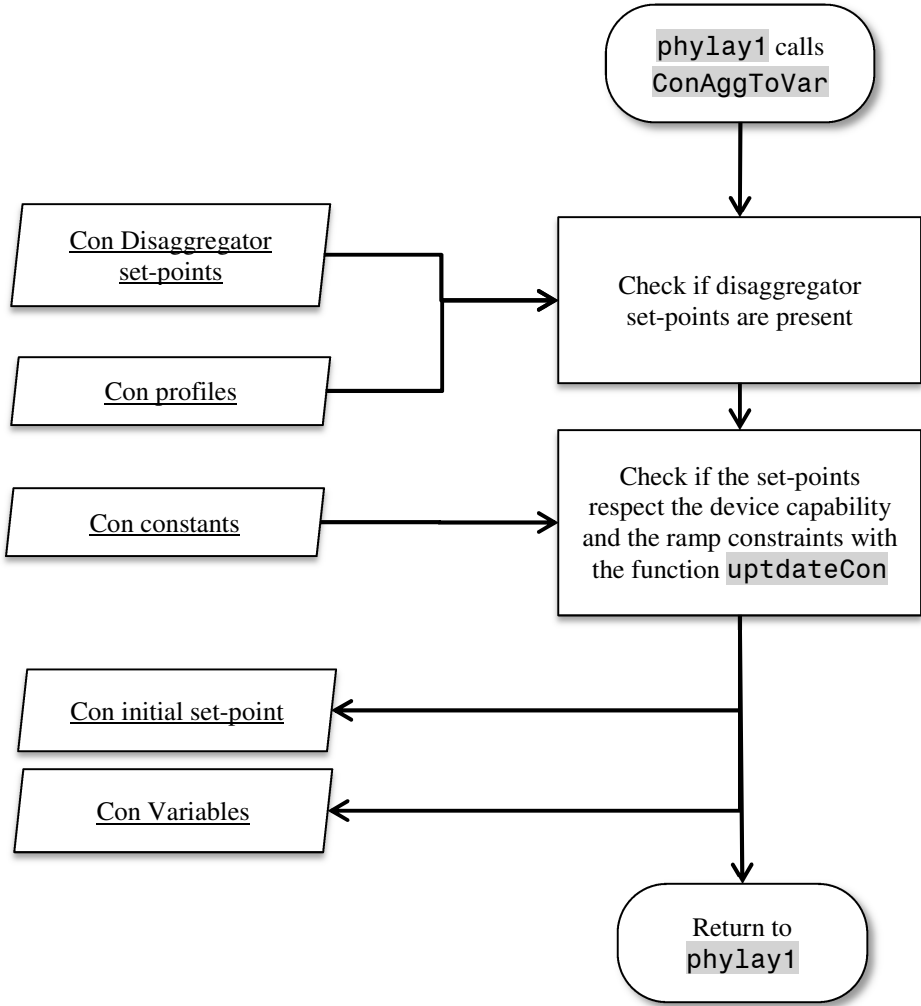 phylay1 calls
ConAggToVar
Con Disaggregator
set-points
Check if disaggregator
set-points are present
Con profiles
Check if the set-points
respect the device capability
and the ramp constraints with
the function uptdateCon
Con constants
Con initial set-point
Con Variables
Return to
phylay1